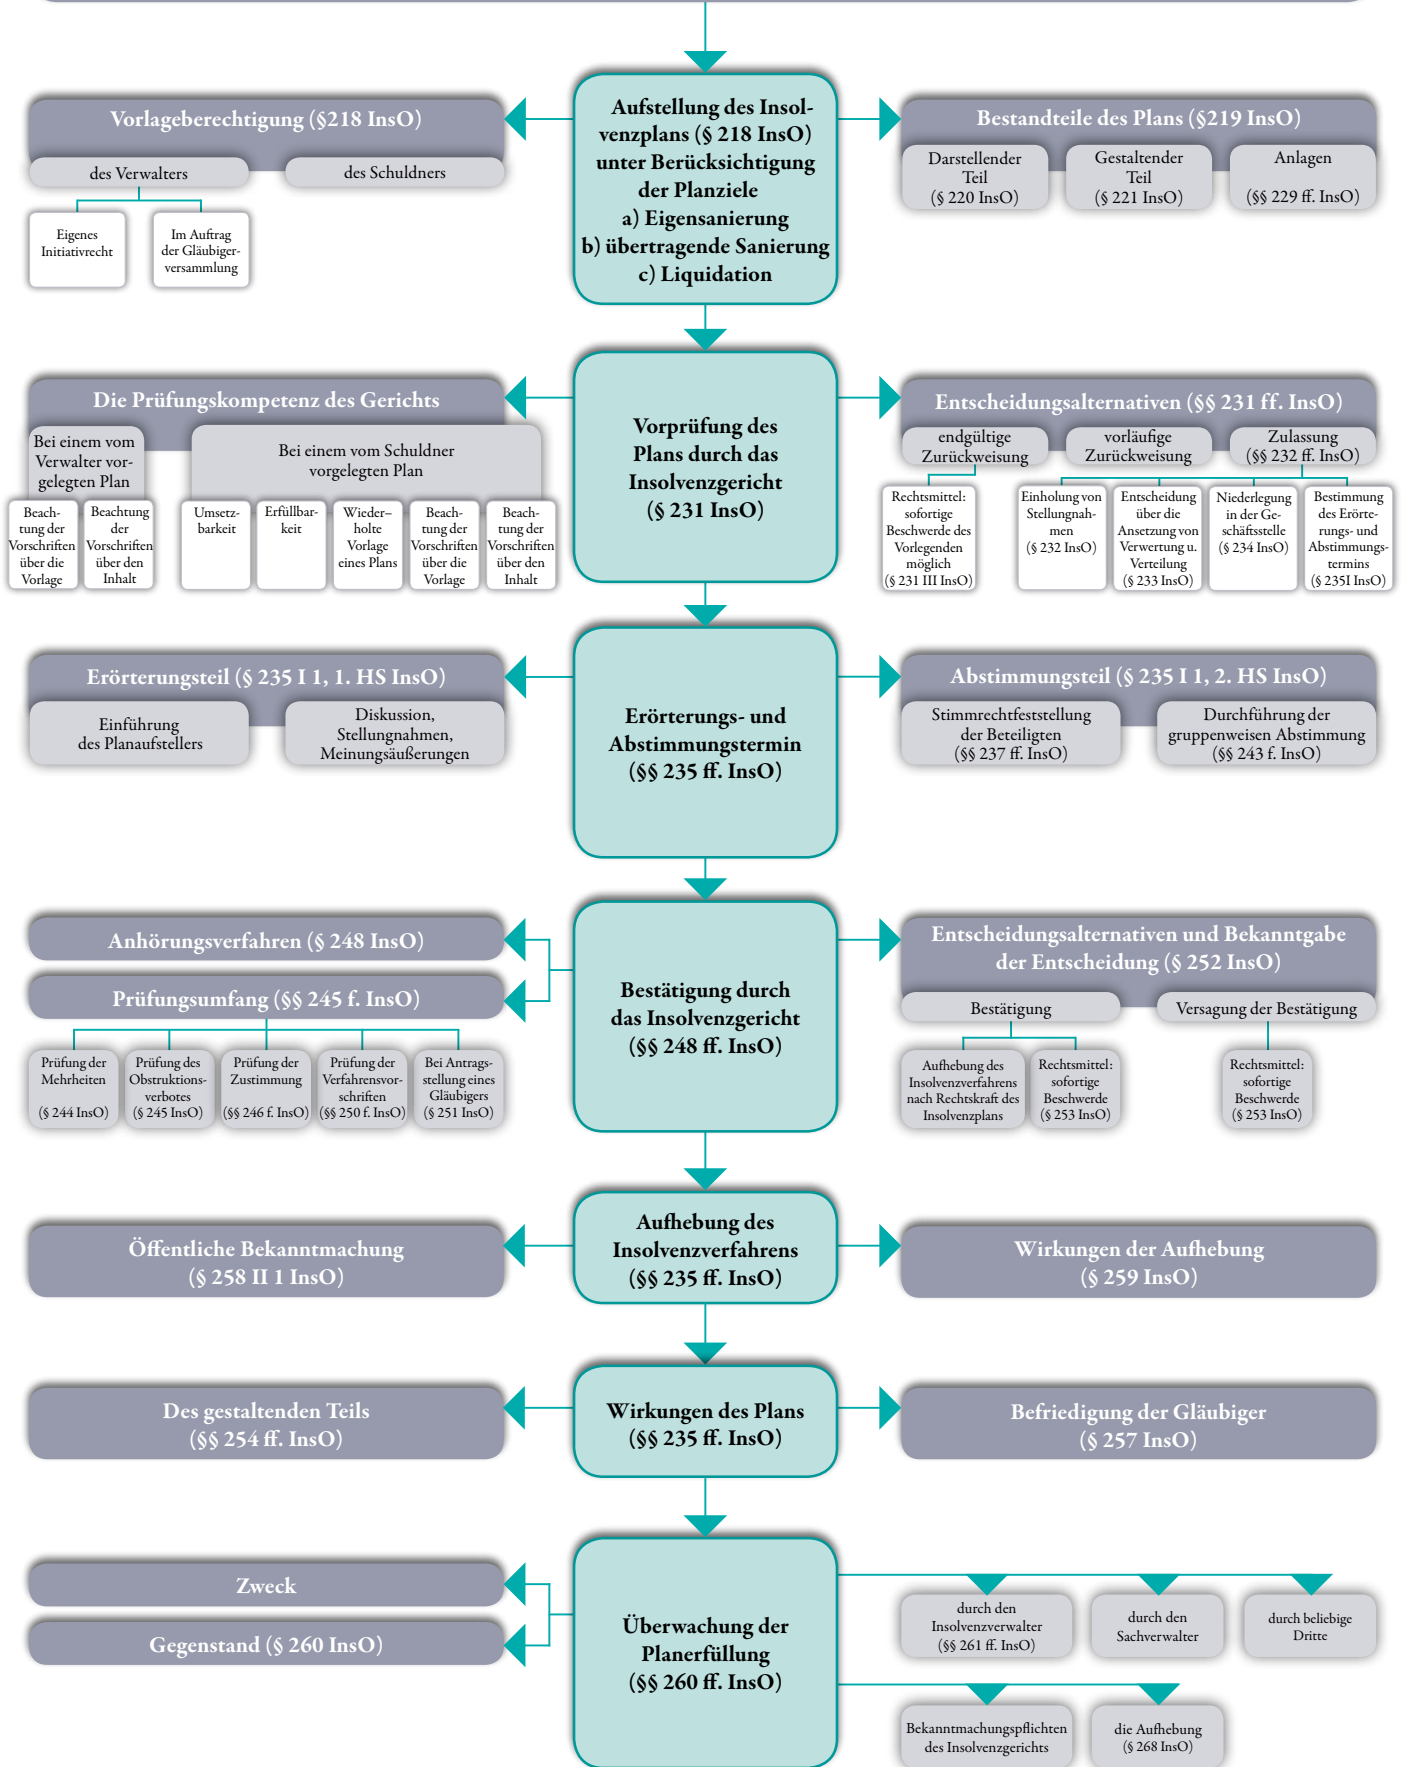 Vorlageberechtigung (§218 InsO)
des Verwalters
des Schuldners
Eigenes
Initiativrecht
Im Auftrag
der Gläubiger-
versammlung
Aufstellung des Insol-
venzplans (§ 218 InsO)
unter Berücksichtigung
der Planziele
a) Eigensanierung
b) übertragende Sanierung
c) Liquidation
Bestandteile des Plans (§219 InsO)
Darstellender
Teil
(§ 220 InsO)
Gestaltender
Teil
(§ 221 InsO)
Anlagen
(§§ 229 ff. InsO)
Die Prüfungskompetenz des Gerichts
Bei einem vom
Verwalter vor-
gelegten Plan
Bei einem vom Schuldner
vorgelegten Plan
Beach-
tung der
Vorschriften
über die
Vorlage
Beachtung
der
Vorschriften
über den
Inhalt
Umsetz-
barkeit
Erfüllbar-
keit
Wieder–
holte
Vorlage
eines Plans
Beach-
tung der
Vorschriften
über die
Vorlage
Beach-
tung der
Vorschriften
über den
Inhalt
Vorprüfung des
Plans durch das
Insolvenzgericht
(§ 231 InsO)
Entscheidungsalternativen (§§ 231 ff. InsO)
endgültige
Zurückweisung
vorläufige
Zurückweisung
Zulassung
(§§ 232 ff. InsO)
Rechtsmittel:
sofortige
Beschwerde des
Vorlegenden
möglich
(§ 231 III InsO)
Einholung von
Stellungnah-
men
(§ 232 InsO)
Entscheidung
über die
Ansetzung von
Verwertung u.
Verteilung
(§ 233 InsO)
Niederlegung
in der Ge-
schäftsstelle
(§ 234 InsO)
Bestimmung
des Erörte-
rungs- und
Abstimmungs-
termins
(§ 235I InsO)
Erörterungsteil (§ 235 I 1, 1. HS InsO)
Einführung
des Planaufstellers
Diskussion,
Stellungnahmen,
Meinungsäußerungen
Erörterungs- und
Abstimmungstermin
(§§ 235 ff. InsO)
Abstimmungsteil (§ 235 I 1, 2. HS InsO)
Stimmrechtfeststellung
der Beteiligten
(§§ 237 ff. InsO)
Durchführung der
gruppenweisen Abstimmung
(§§ 243 f. InsO)
Anhörungsverfahren (§ 248 InsO)
Prüfungsumfang (§§ 245 f. InsO)
Prüfung der
Mehrheiten
(§ 244 InsO)
Prüfung des
Obstruktions-
verbotes
(§ 245 InsO)
Prüfung der
Zustimmung
(§§ 246 f. InsO)
Prüfung der
Verfahrensvor-
schriften
(§§ 250 f. InsO)
Bei Antrags-
stellung eines
Gläubigers
(§ 251 InsO)
Bestätigung durch
das Insolvenzgericht
(§§ 248 ff. InsO)
Entscheidungsalternativen und Bekanntgabe
der Entscheidung (§ 252 InsO)
Bestätigung
Versagung der Bestätigung
Aufhebung des
Insolvenzverfahrens
nach Rechtskraft des
Insolvenzplans
Rechtsmittel:
sofortige
Beschwerde
(§ 253 InsO)
Rechtsmittel:
sofortige
Beschwerde
(§ 253 InsO)
Öffentliche Bekanntmachung
(§ 258 II 1 InsO)
Aufhebung des
Insolvenzverfahrens
(§§ 235 ff. InsO)
Wirkungen der Aufhebung
(§ 259 InsO)
Des gestaltenden Teils
(§§ 254 ff. InsO)
Wirkungen des Plans
(§§ 235 ff. InsO)
Befriedigung der Gläubiger
(§ 257 InsO)
Zweck
Gegenstand (§ 260 InsO)
Überwachung der
Planerfüllung
(§§ 260 ff. InsO)
durch den
Insolvenzverwalter
(§§ 261 ff. InsO)
durch den
Sachverwalter
durch beliebige
Dritte
Bekanntmachungspflichten
des Insolvenzgerichts
die Aufhebung
(§ 268 InsO)